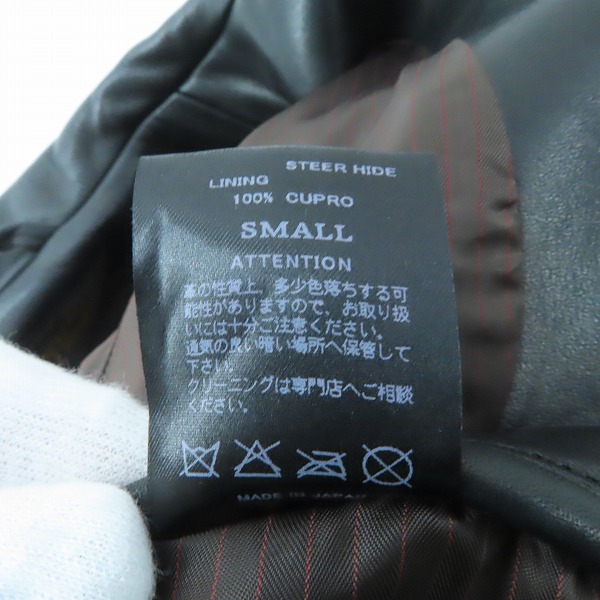 STEER HIDE
LINING
100% CUPRO
SMALL
ATTENTION
革の性質上、多少色落ちする可
能性がありますので、お取り扱
いには十分ご注意ください。
通気の良い暗い場所へ保管して
下さい。
クリーニングは専門店へご相談
ください。
MADE IN JAPAN